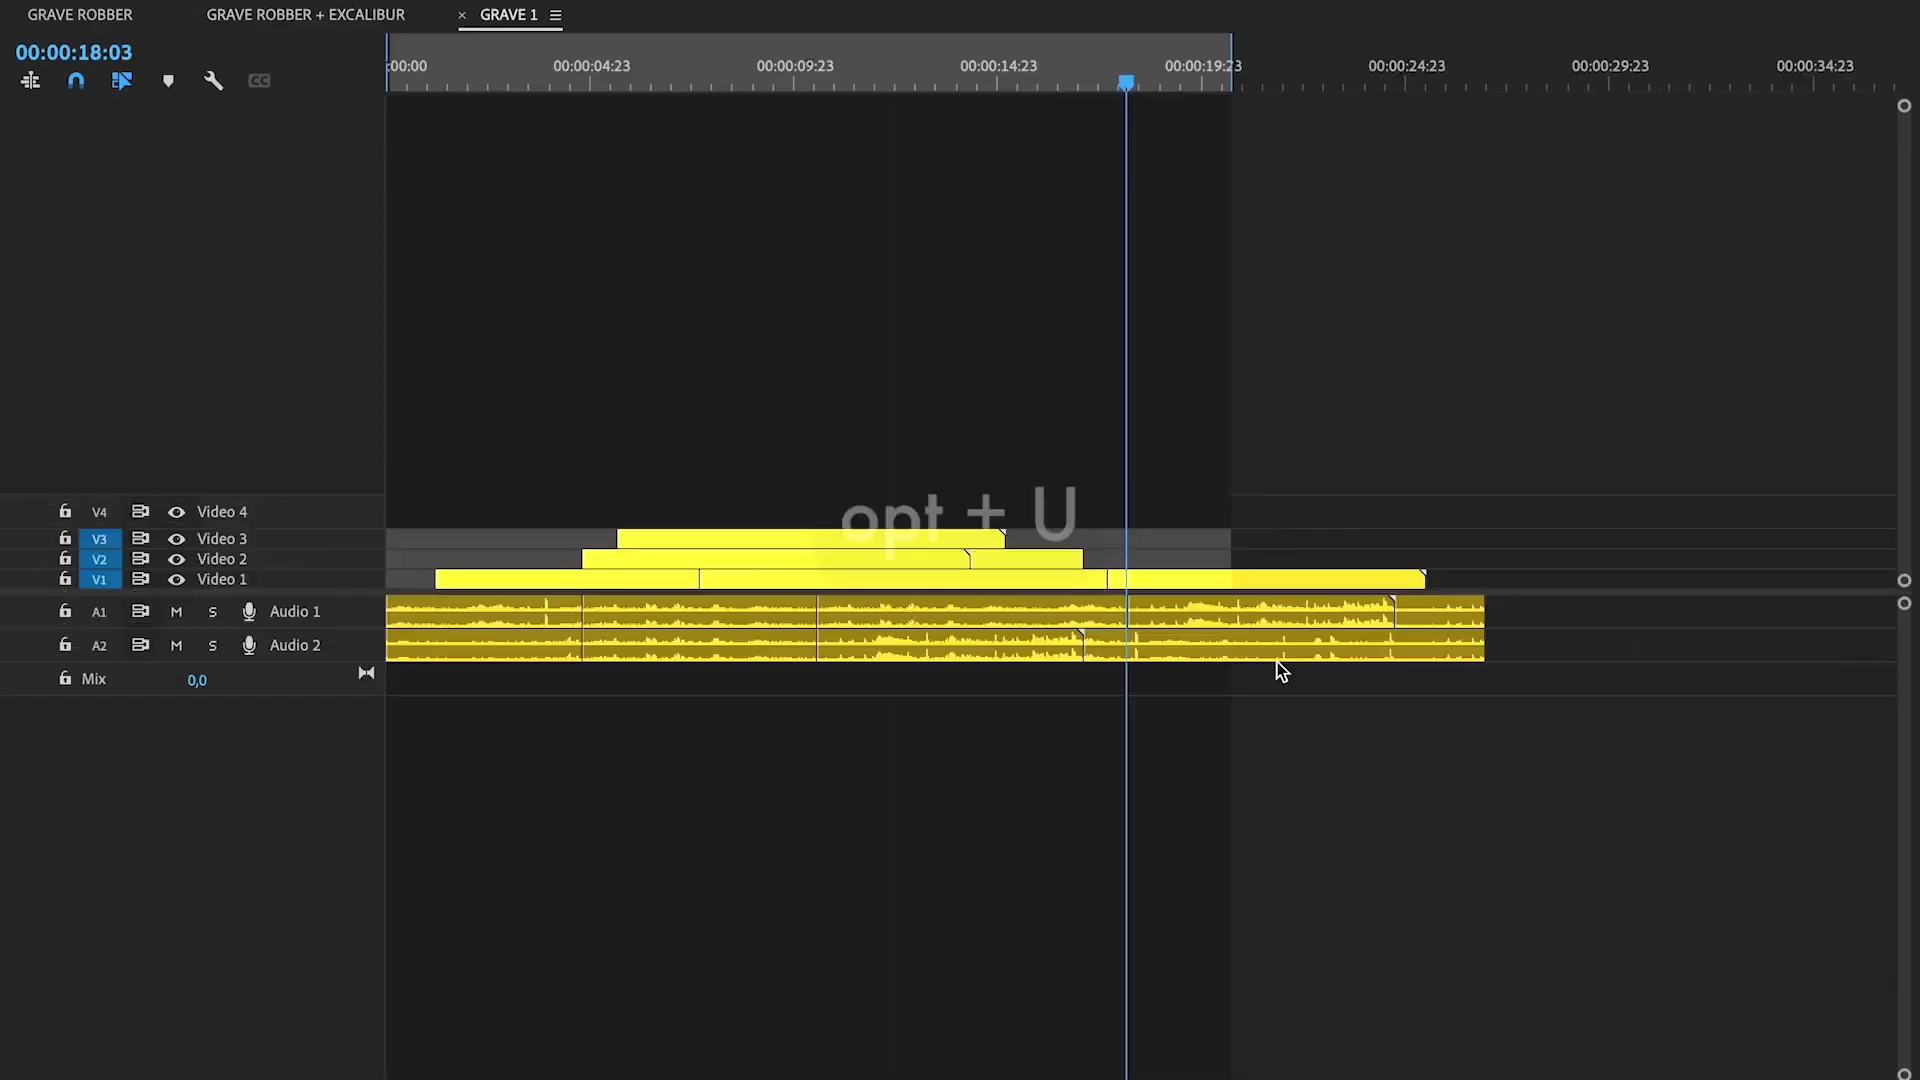 GRAVE ROBBER GRAVE ROBBER + EXCALIBUR × GRAVE 1
00:00:18:03
:00:00 00:00:04:23 00:00:09:23 00:00:14:23 00:00:19:23 00:00:24:23 00:00:29:23 00:00:34:23
CC
opt + U
V4 Video 4
V3 Video 3
V2 Video 2
V1 Video 1
A1 M S Audio 1
A2 M S Audio 2
Mix 0,0